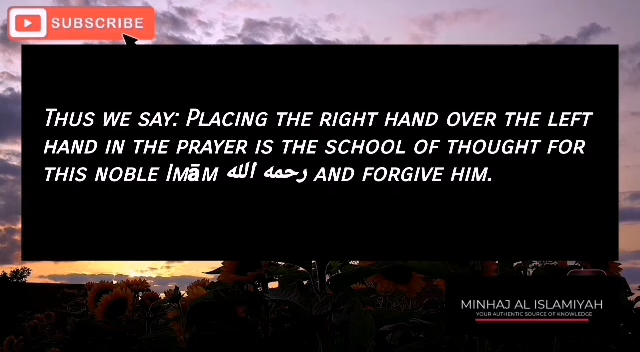 SUBSCRIBE
THUS WE SAY: PLACING THE RIGHT HAND OVER THE LEFT
HAND IN THE PRAYER IS THE SCHOOL OF THOUGHT FOR
THIS NOBLE IMāM رحمه الله AND FORGIVE HIM.
MINHAJ AL ISLAMIYAH
YOUR AUTHENTIC SOURCE OF KNOWLEDGE